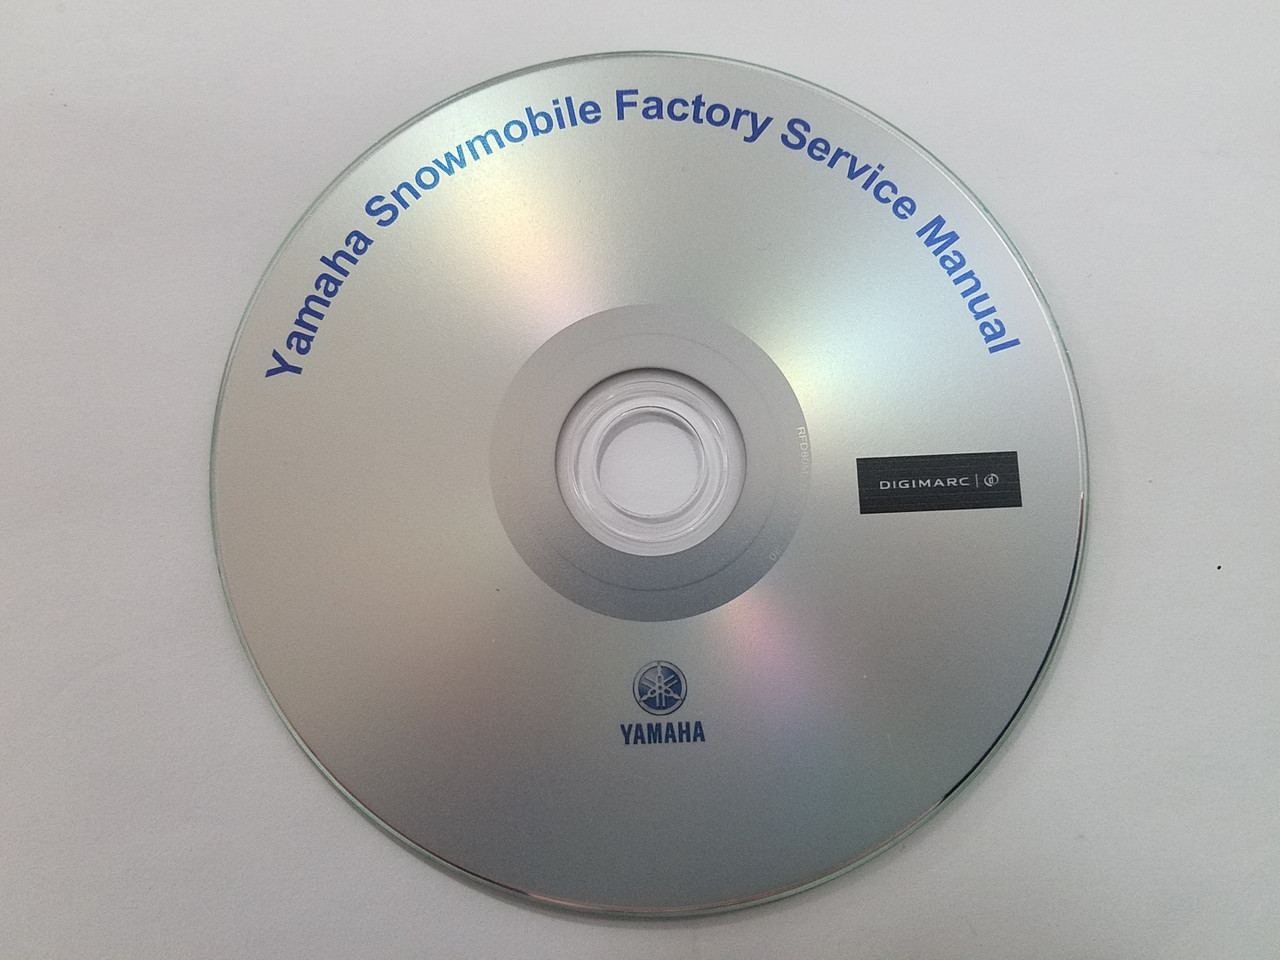 Yamaha Snowmobile Factory Service Manual
DIGIMARC
YAMAHA